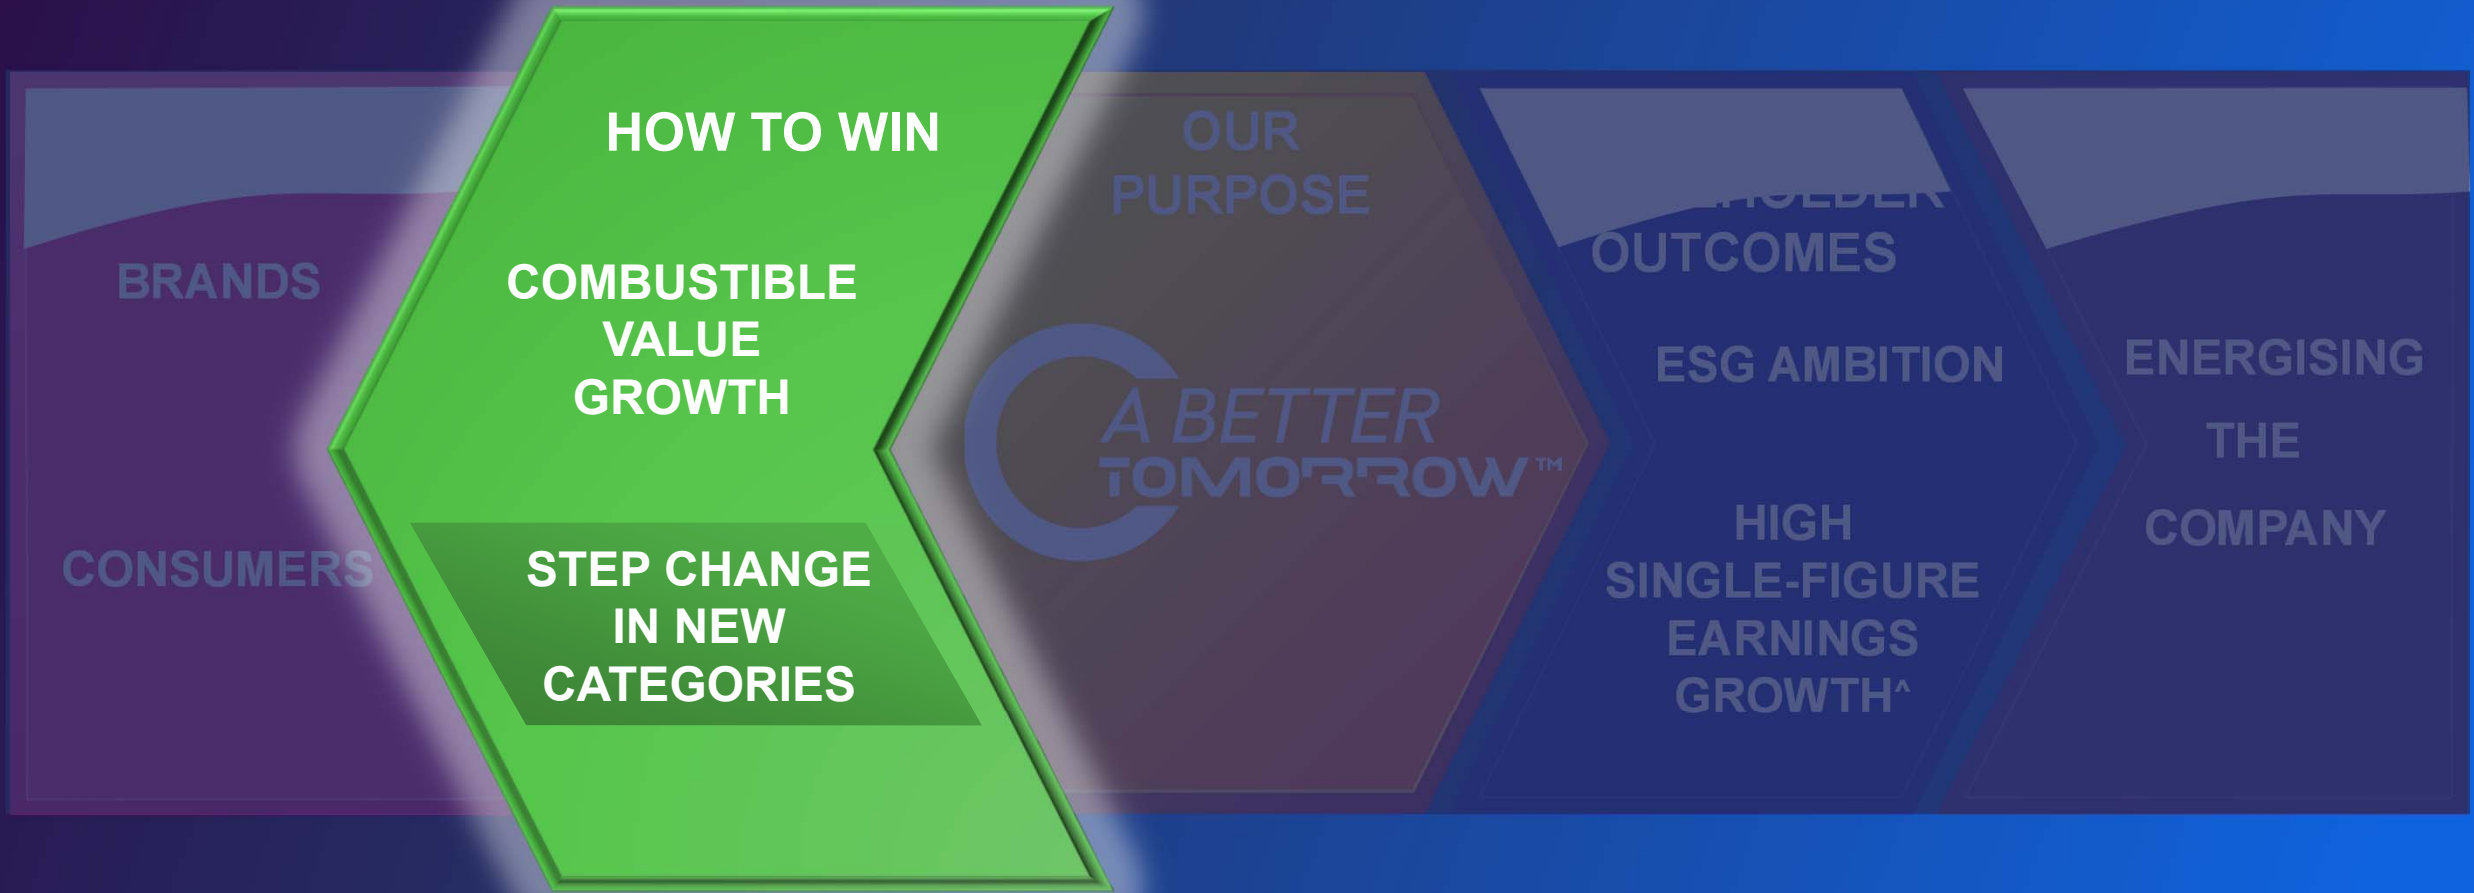 BRANDS
CONSUMERS
HOW TO WIN
COMBUSTIBLE
VALUE
GROWTH
STEP CHANGE
IN NEW
CATEGORIES
OUR
PURPOSE
A BETTER
TOMORROW™
OUTCOMES
ESG AMBITION
HIGH
SINGLE-FIGURE
EARNINGS
GROWTH^
ENERGISING
THE
COMPANY